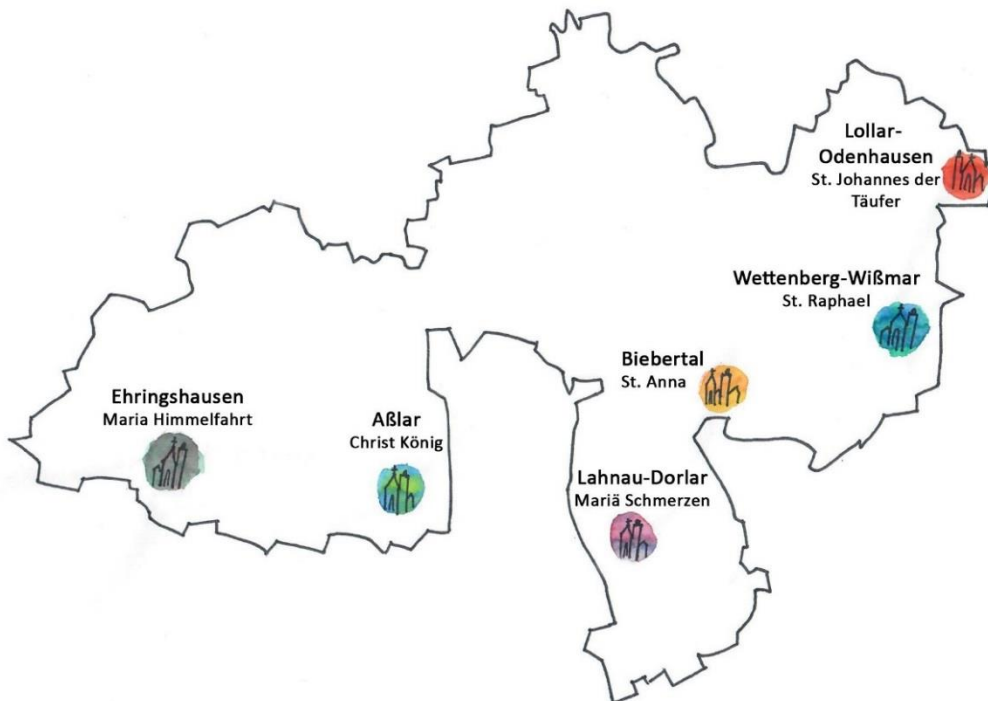 Lollar-
Odenhausen
St. Johannes der
Täufer
Wettenberg-Wißmar
St. Raphael
Biebertal
St. Anna
Ehringshausen
Maria Himmelfahrt
Aßlar
Christ König
Lahnau-Dorlar
Mariä Schmerzen